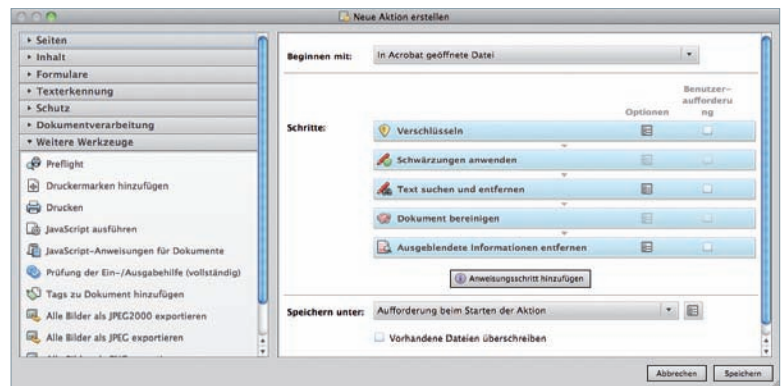 Neue Aktion erstellen
Seiten
Inhalt
Formulare
Texterkennung
Schutz
Dokumentverarbeitung
Weitere Werkzeuge
Preflight
Druckermarken hinzufügen
Drucken
JavaScript ausführen
JavaScript-Anweisungen für Dokumente
Prüfung der Ein-/Ausgabehilfe (vollständig)
Tags zu Dokument hinzufügen
Alle Bilder als JPEG2000 exportieren
Alle Bilder als JPEG exportieren
Beginnen mit:
In Acrobat geöffnete Datei
Optionen
Benutzer-
aufforderu
ng
Schritte:
Verschlüsseln
Schwärzungen anwenden
Text suchen und entfernen
Dokument bereinigen
Ausgeblendete Informationen entfernen
Anweisungsschritt hinzufügen
Speichern unter:
Aufforderung beim Starten der Aktion
Vorhandene Dateien überschreiben
Abbrechen
Speichern